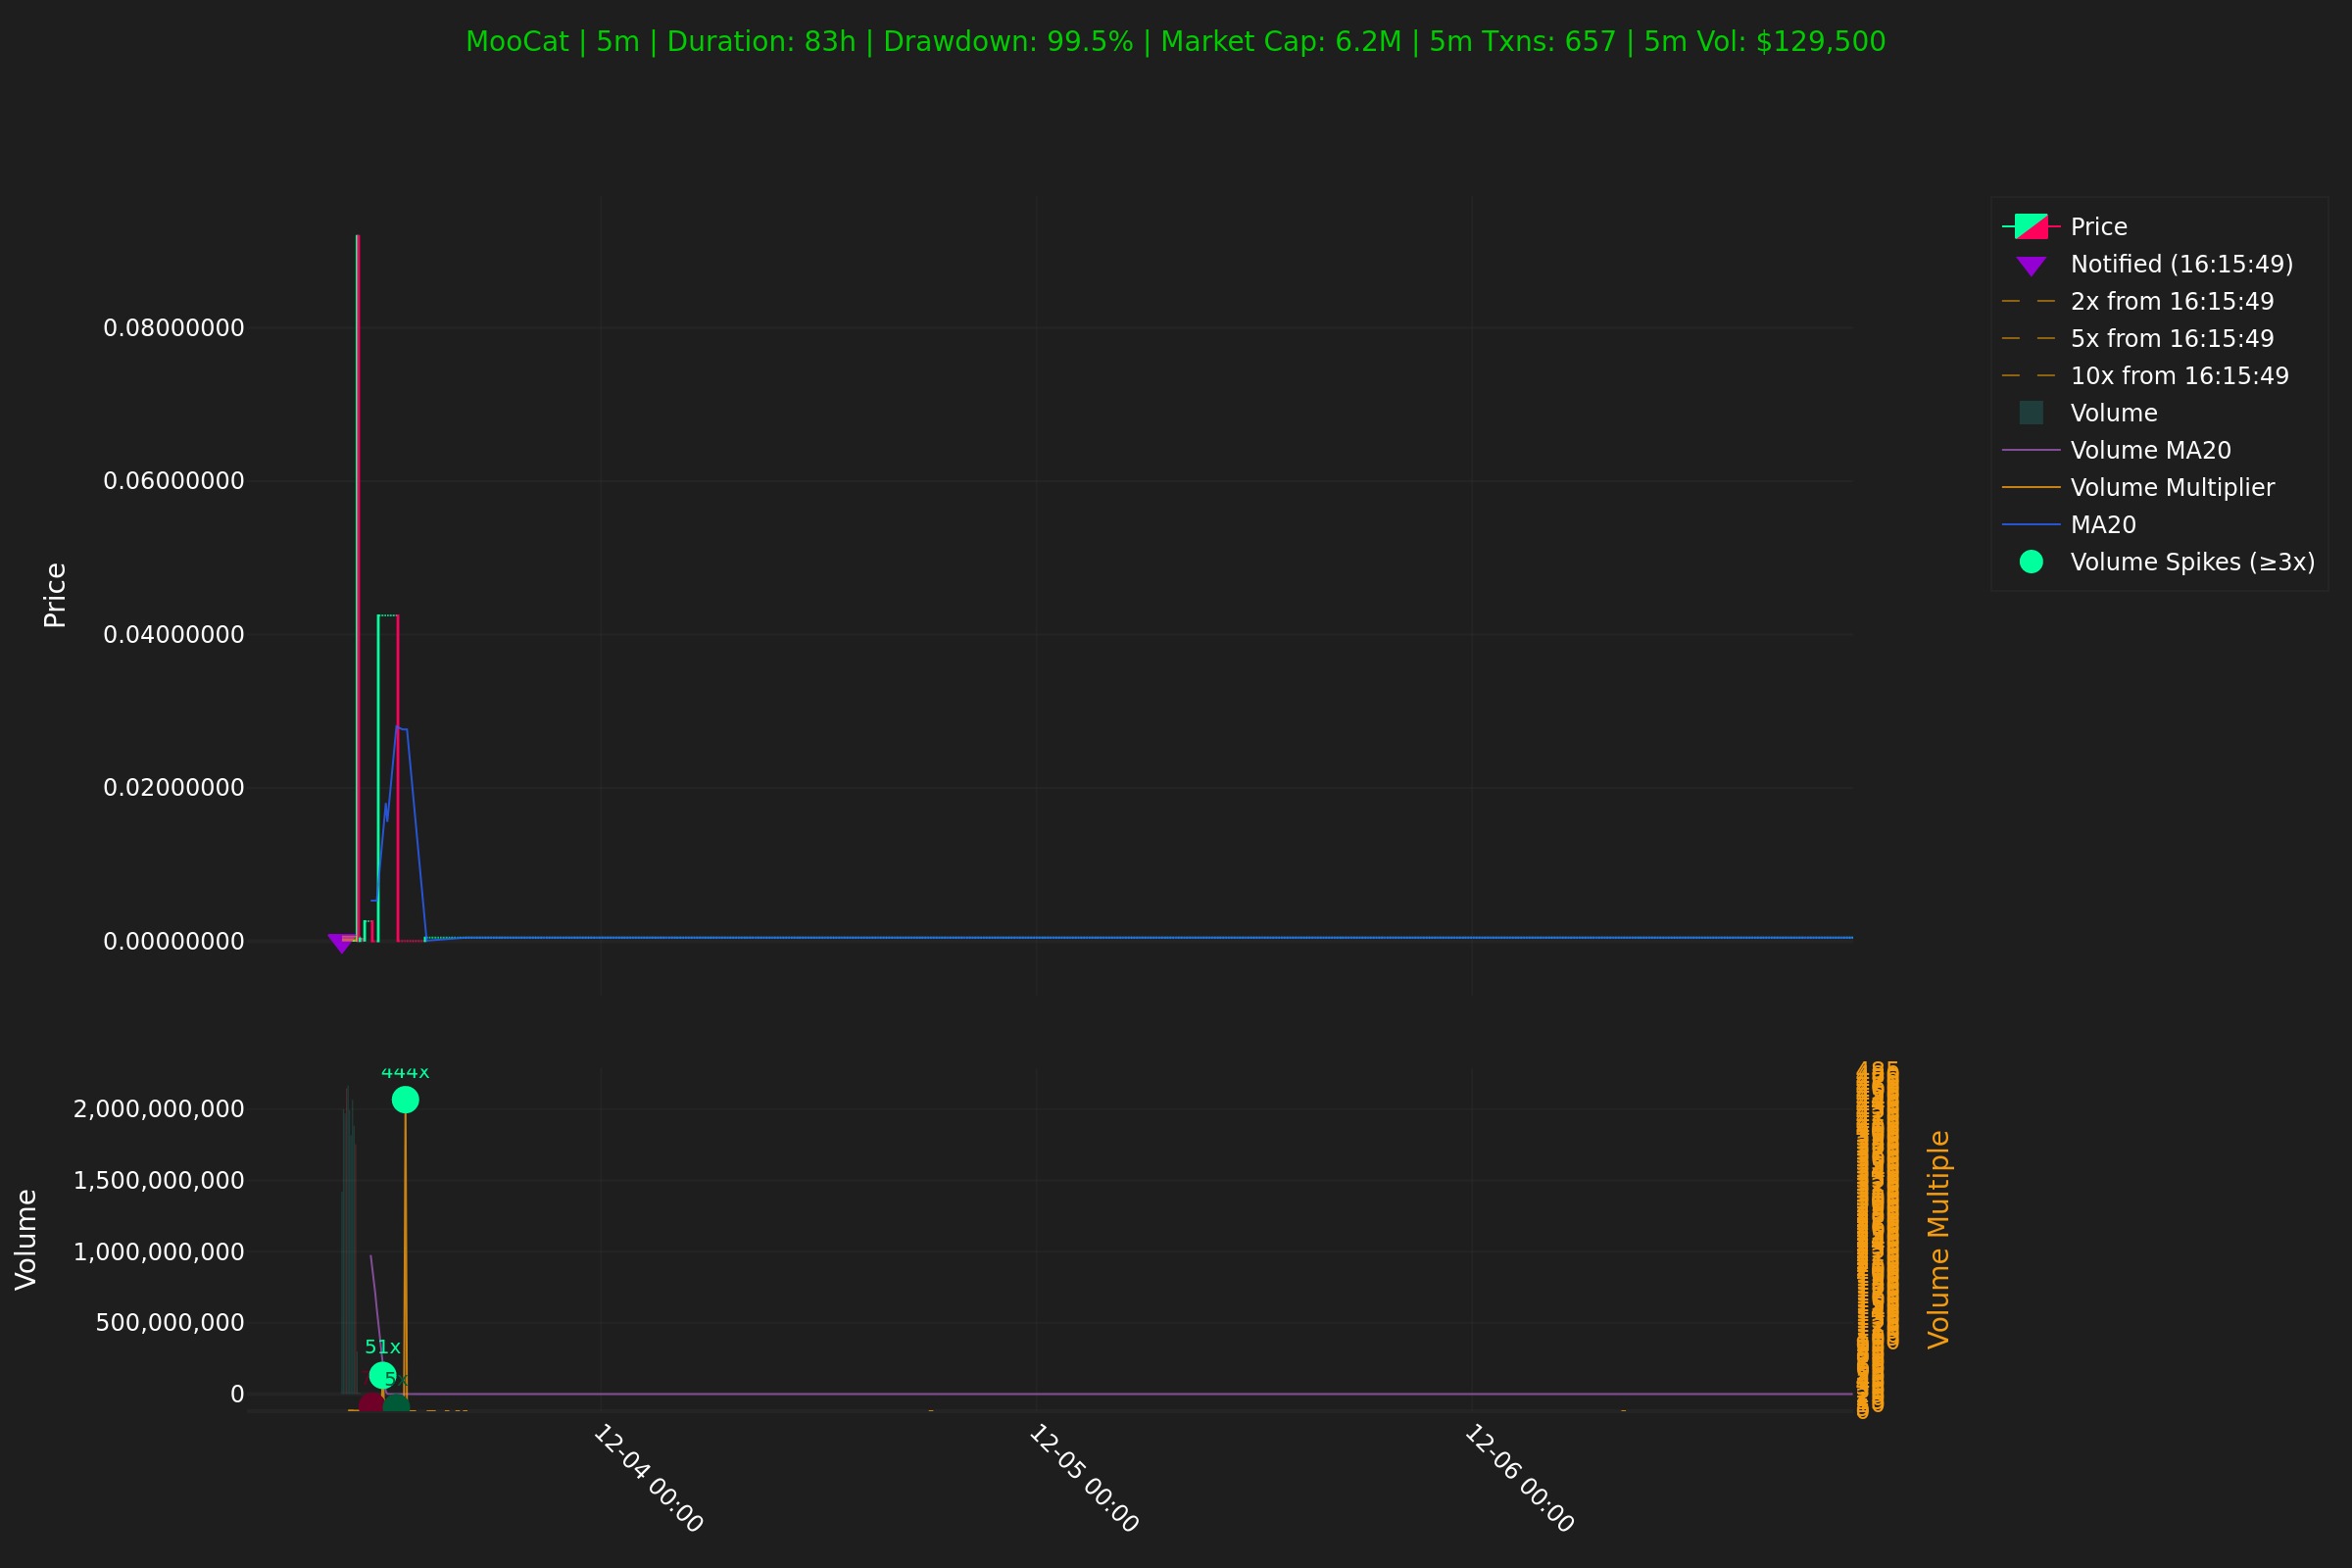 MooCat | 5m | Duration: 83h | Drawdown: 99.5% | Market Cap: 6.2M | 5m Txns: 657 | 5m Vol: $129,500
Price
0.08000000
0.06000000
0.04000000
0.02000000
0.00000000
Price
Notified (16:15:49)
2x from 16:15:49
5x from 16:15:49
10x from 16:15:49
Volume
Volume MA20
Volume Multiplier
MA20
Volume Spikes (≥3x)
Volume
2,000,000,000
1,500,000,000
1,000,000,000
500,000,000
0
444x
51x
5x
Volume Multiple
12-04 00:00
12-05 00:00
12-06 00:00